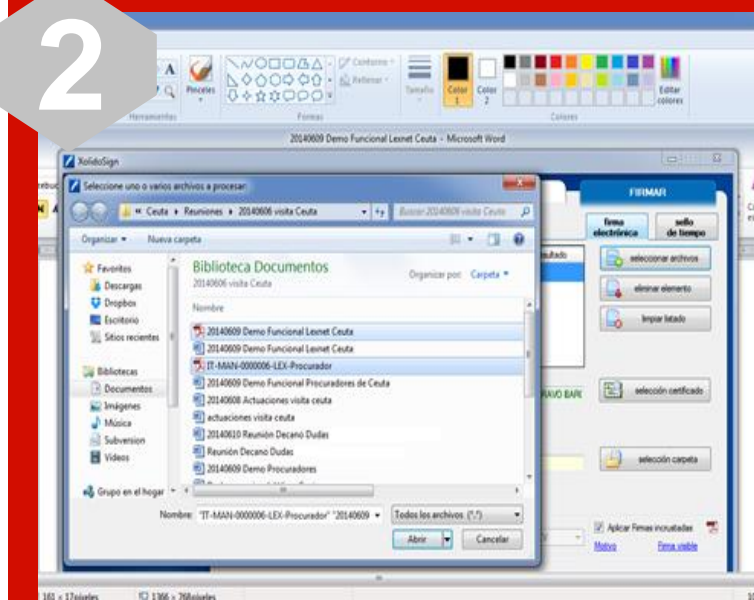 2
Pinceles
Contorno
Rellenar
Tamaño
Color 1
Color 2
Editar colores
Herramientas
Formas
Colores
20140609 Demo Funcional Lexnet Ceuta - Microsoft Word
XolidoSign
Seleccione uno o varios archivos a procesar:
« Ceuta ▸ Reuniones ▸ 20140606 visita Ceuta
Buscar 20140606 visita Ceuta
Organizar
Nueva carpeta
Favoritos
Descargas
Dropbox
Escritorio
Sitios recientes
Bibliotecas
Documentos
Imágenes
Música
Subversion
Vídeos
Grupo en el hogar
Biblioteca Documentos
20140606 visita Ceuta
Organizar por: Carpeta
Nombre
20140609 Demo Funcional Lexnet Ceuta
20140609 Demo Funcional Lexnet Ceuta
IT-MAN-0000006-LEX-Procurador
20140609 Demo Funcional Procuradores de Ceuta
20140608 Actuaciones visita ceuta
actuaciones visita ceuta
20140610 Reunión Decano Dudas
Reunión Decano Dudas
20140609 Demo Procuradores
Nombre: "IT-MAN-0000006-LEX-Procurador" "20140609
Todos los archivos (*.*)
Abrir
Cancelar
FIRMAR
firma electrónica
sello de tiempo
seleccionar archivos
eliminar elemento
limpiar listado
selección certificado
selección carpeta
Aplicar Firmas incrustadas
Motivo
Firma visible
161 × 17píxeles
1366 × 768píxeles